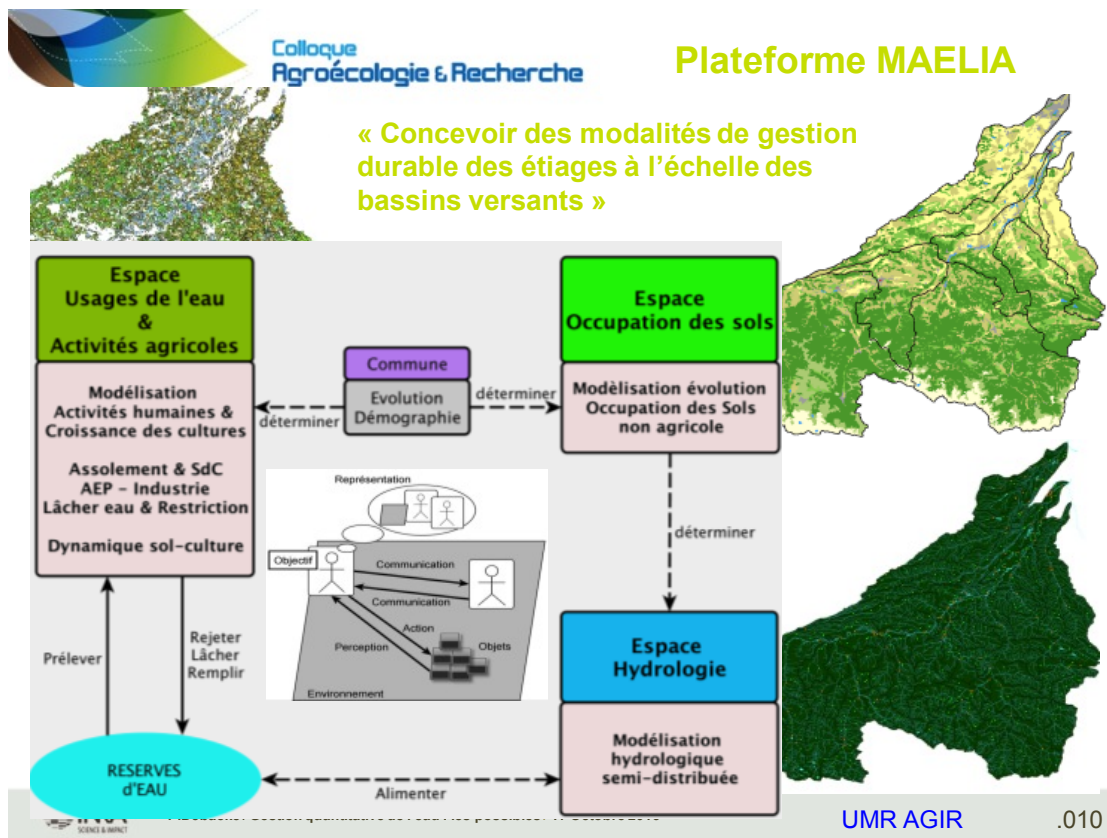 Colloque
Agroécologie & Recherche
Plateforme MAELIA
« Concevoir des modalités de gestion
durable des étiages à l'échelle des
bassins versants »
Espace
Usages de l'eau
&
Activités agricoles
Modélisation
Activités humaines &
Croissance des cultures
Assolement & SdC
AEP – Industrie
Lâcher eau & Restriction
Dynamique sol-culture
Commune
Evolution
Démographie
déterminer
déterminer
Espace
Occupation des sols
Modèlisation évolution
Occupation des Sols
non agricole
déterminer
Représentation
Objectif
Communication
Communication
Action
Perception
Objets
Environnement
Espace
Hydrologie
Modélisation
hydrologique
semi-distribuée
Prélever
Rejeter
Lâcher
Remplir
RESERVES
d'EAU
Alimenter
SCIENCE & IMPACT
UMR AGIR
.010